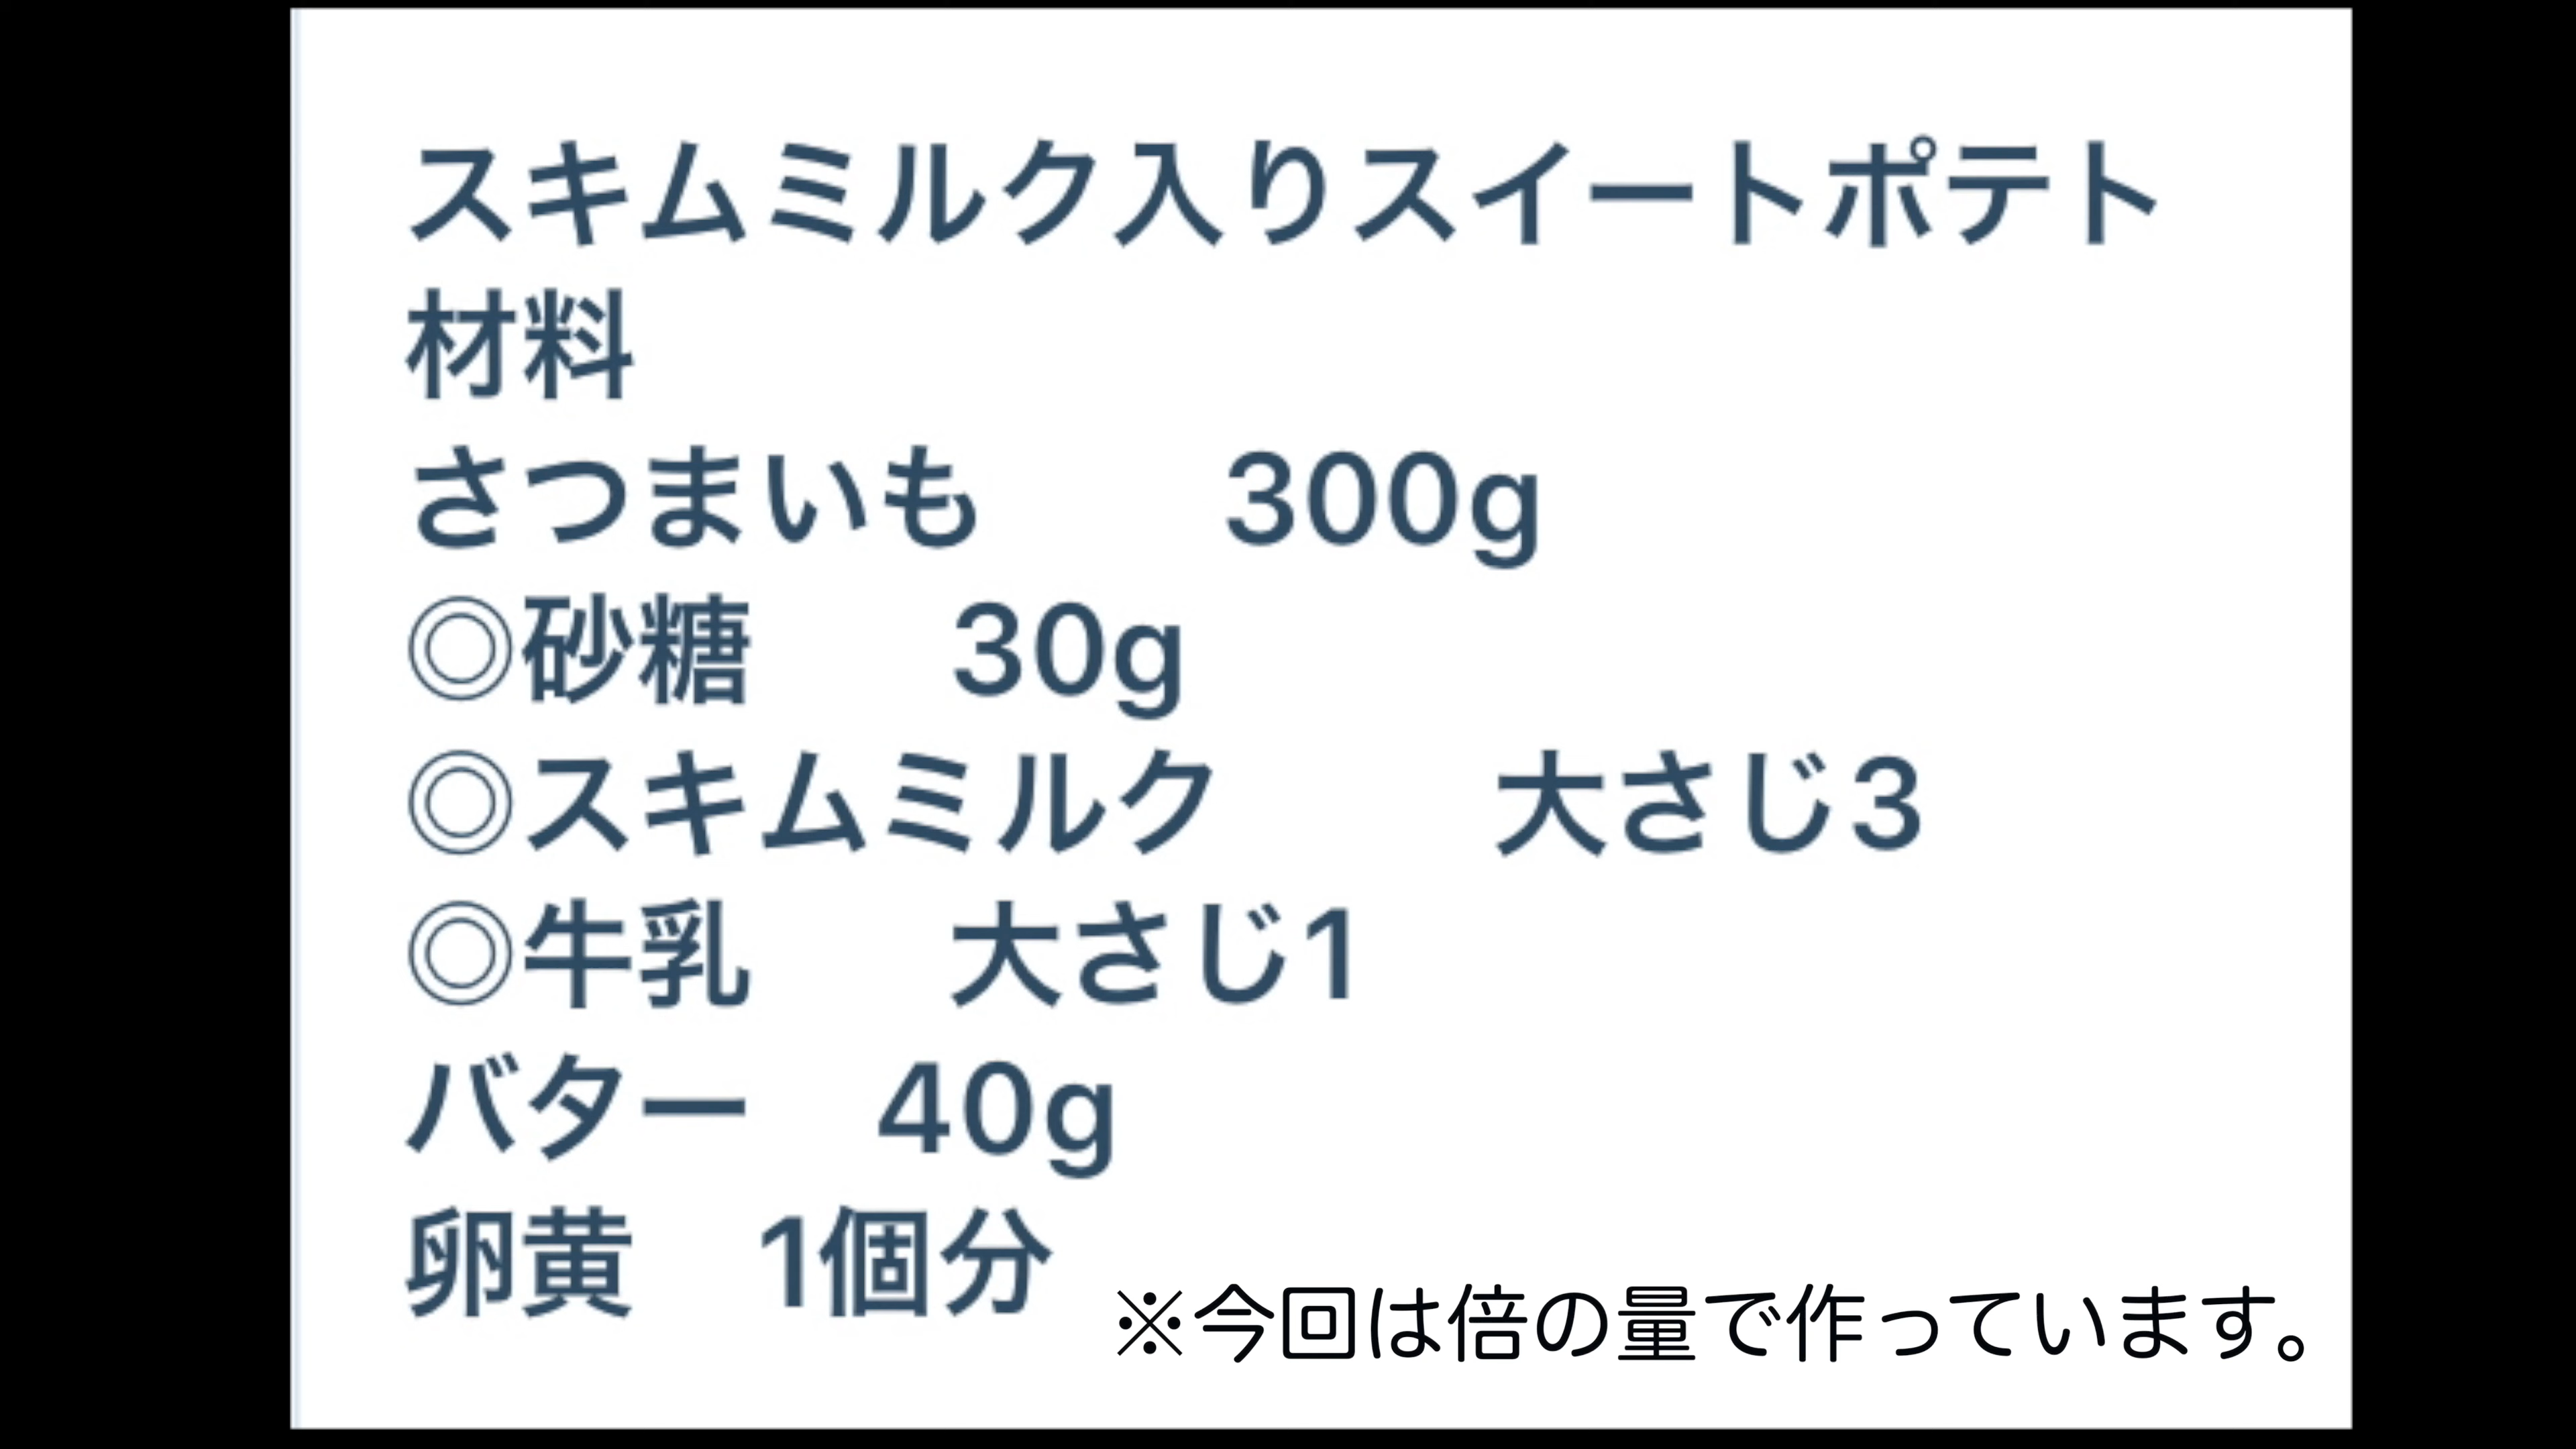 スキムミルク入りスイートポテト
材料
さつまいも　　300g
◎砂糖　　30g
◎スキムミルク　　大さじ3
◎牛乳　　大さじ1
バター　40g
卵黄　1個分
※今回は倍の量で作っています。